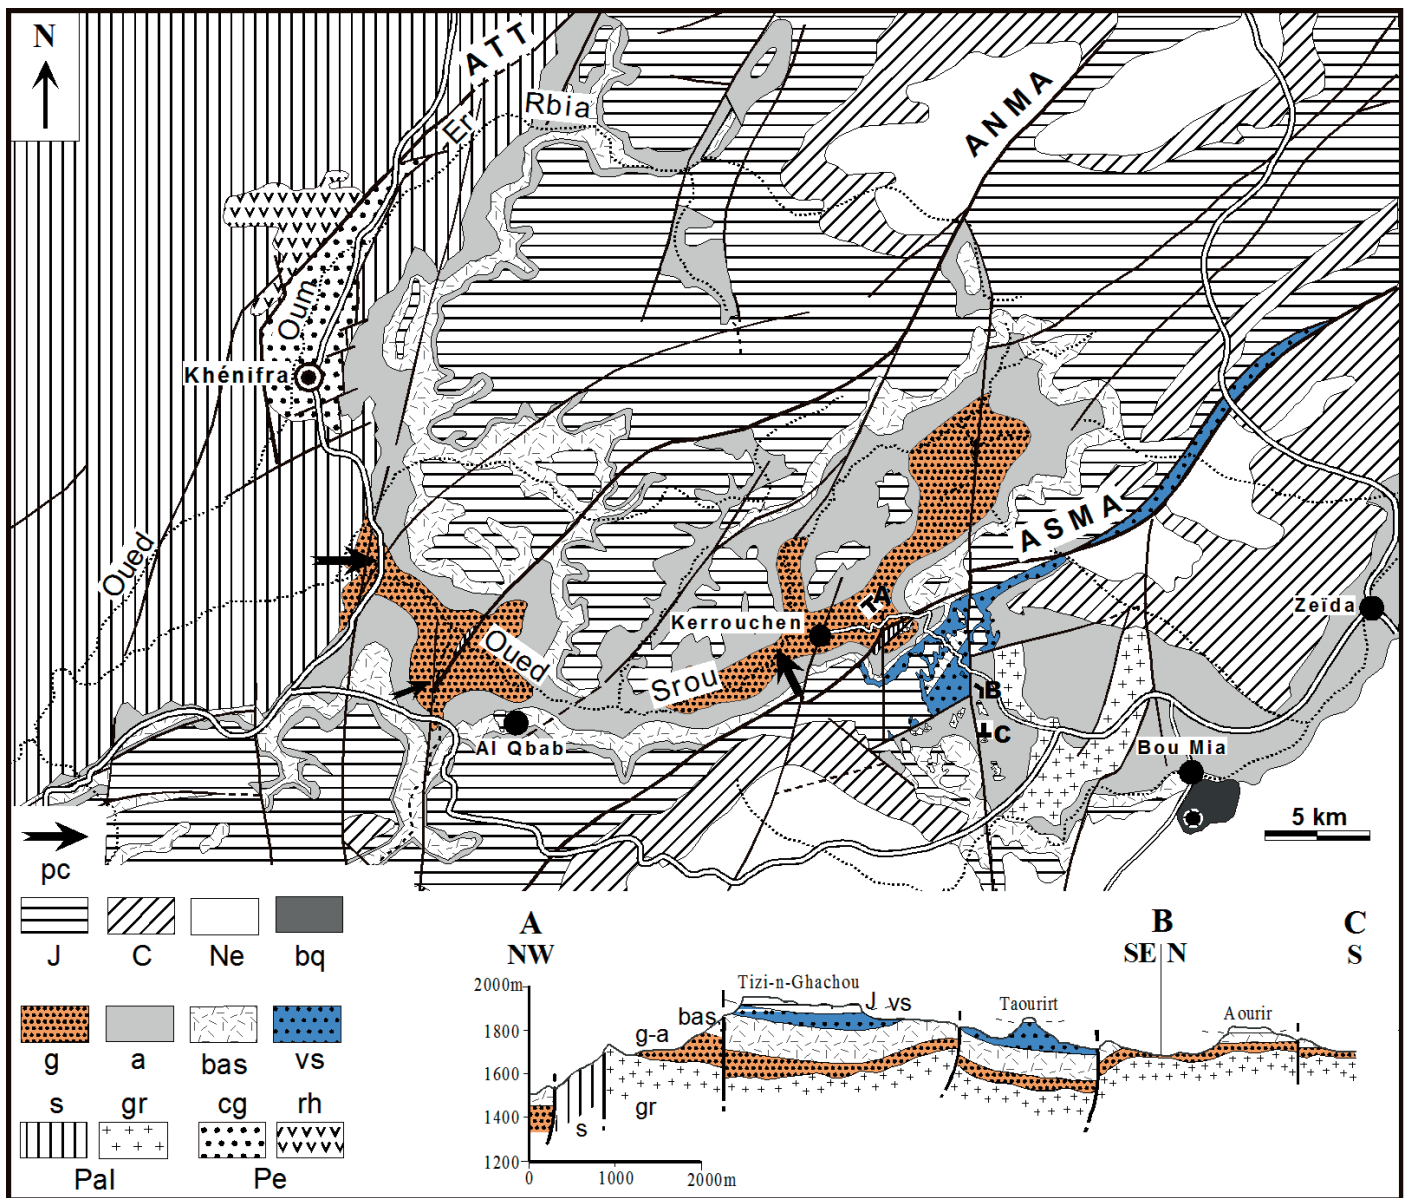 N
ATT
Er
Rbia
ANMA
Oum
Khénifra
ASMA
Oued
Zeïda
Kerrouchen
A
Oued
Srou
B
C
Al Qbab
Bou Mia
5 km
pc
J C Ne bq
g a bas vs
s gr cg rh
Pal Pe
A B C
NW SE N S
2000m
1800
1600
1400
1200
0 1000 2000m
Tizi-n-Ghachou
J vs
bas
g-a
gr
s
Taourirt
Aourir